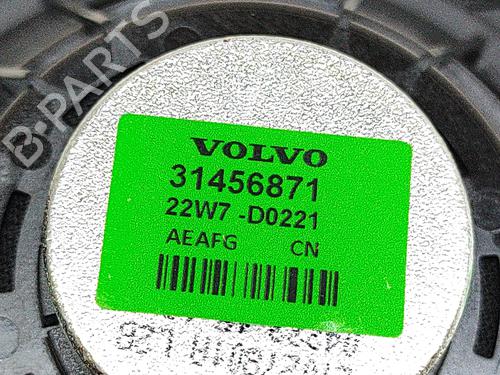 B-PARTS
VOLVO
31456871
22W7 -D0221
AEAFG CN